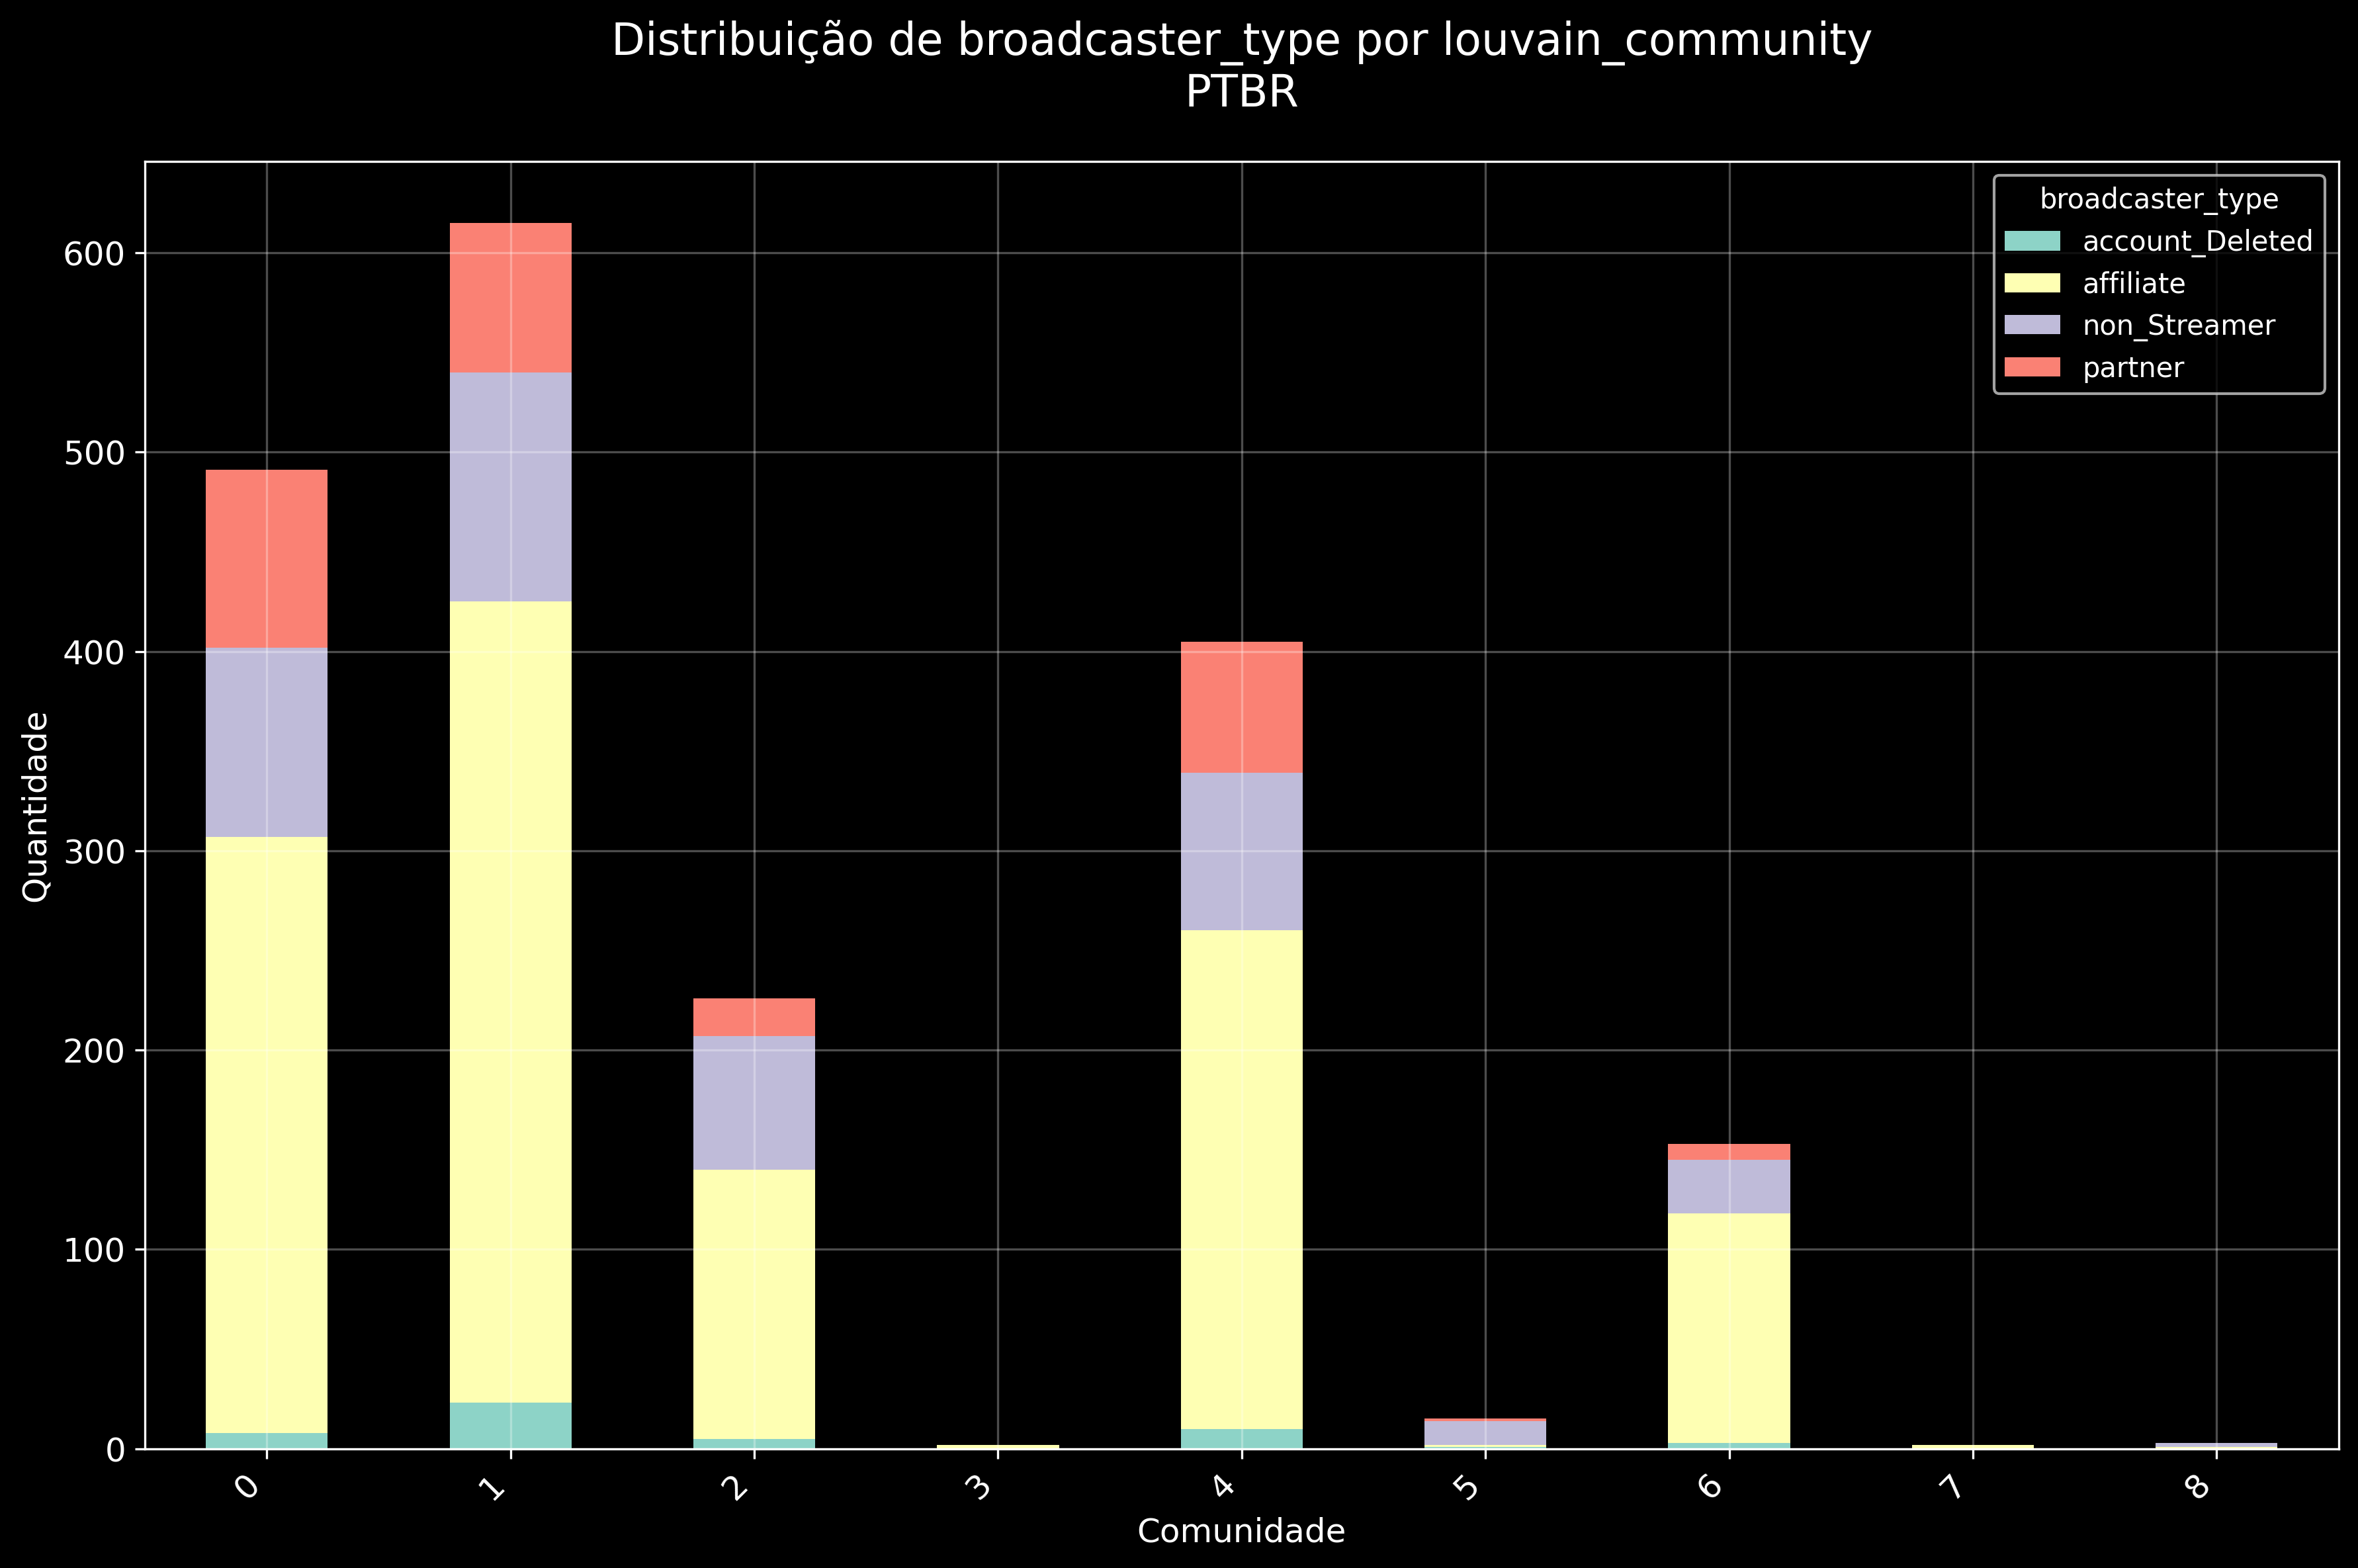 Distribuição de broadcaster_type por louvain_community
PTBR
broadcaster_type
account_Deleted
affiliate
non_Streamer
partner
600
500
400
300
200
100
0
Quantidade
0 1 2 3 4 5 6 7 8
Comunidade